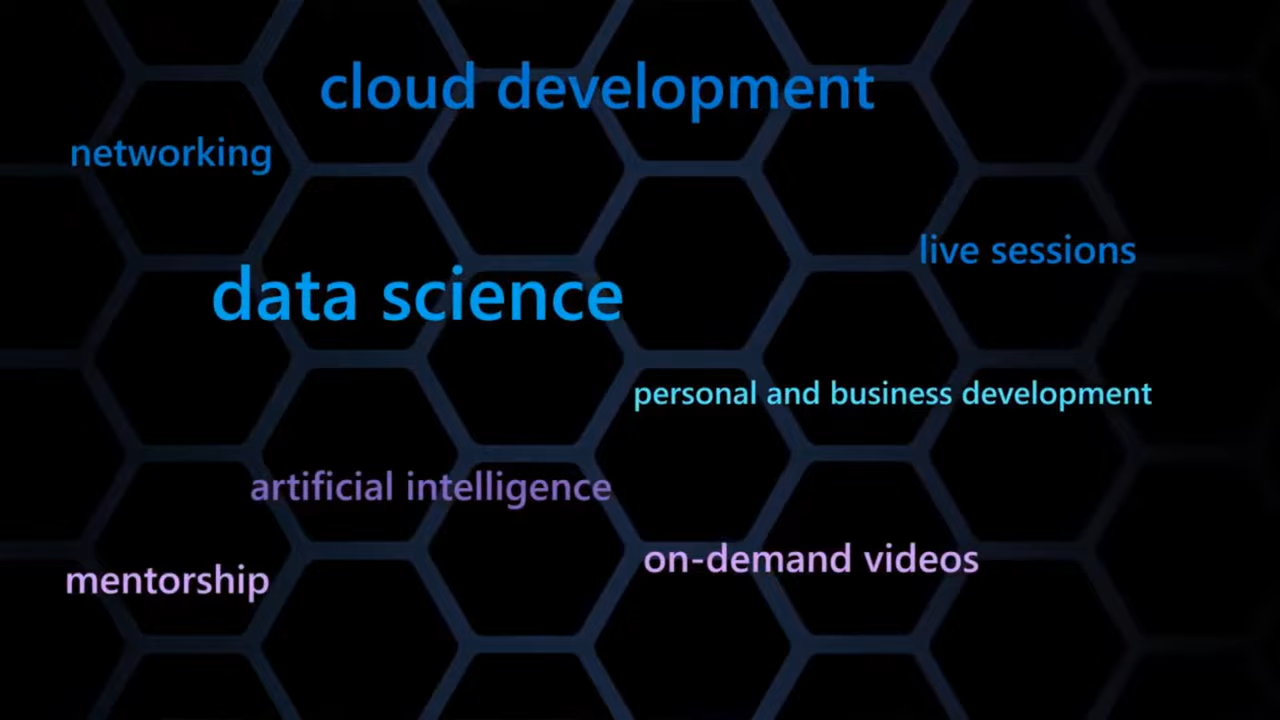 cloud development
networking
live sessions
data science
personal and business development
artificial intelligence
on-demand videos
mentorship